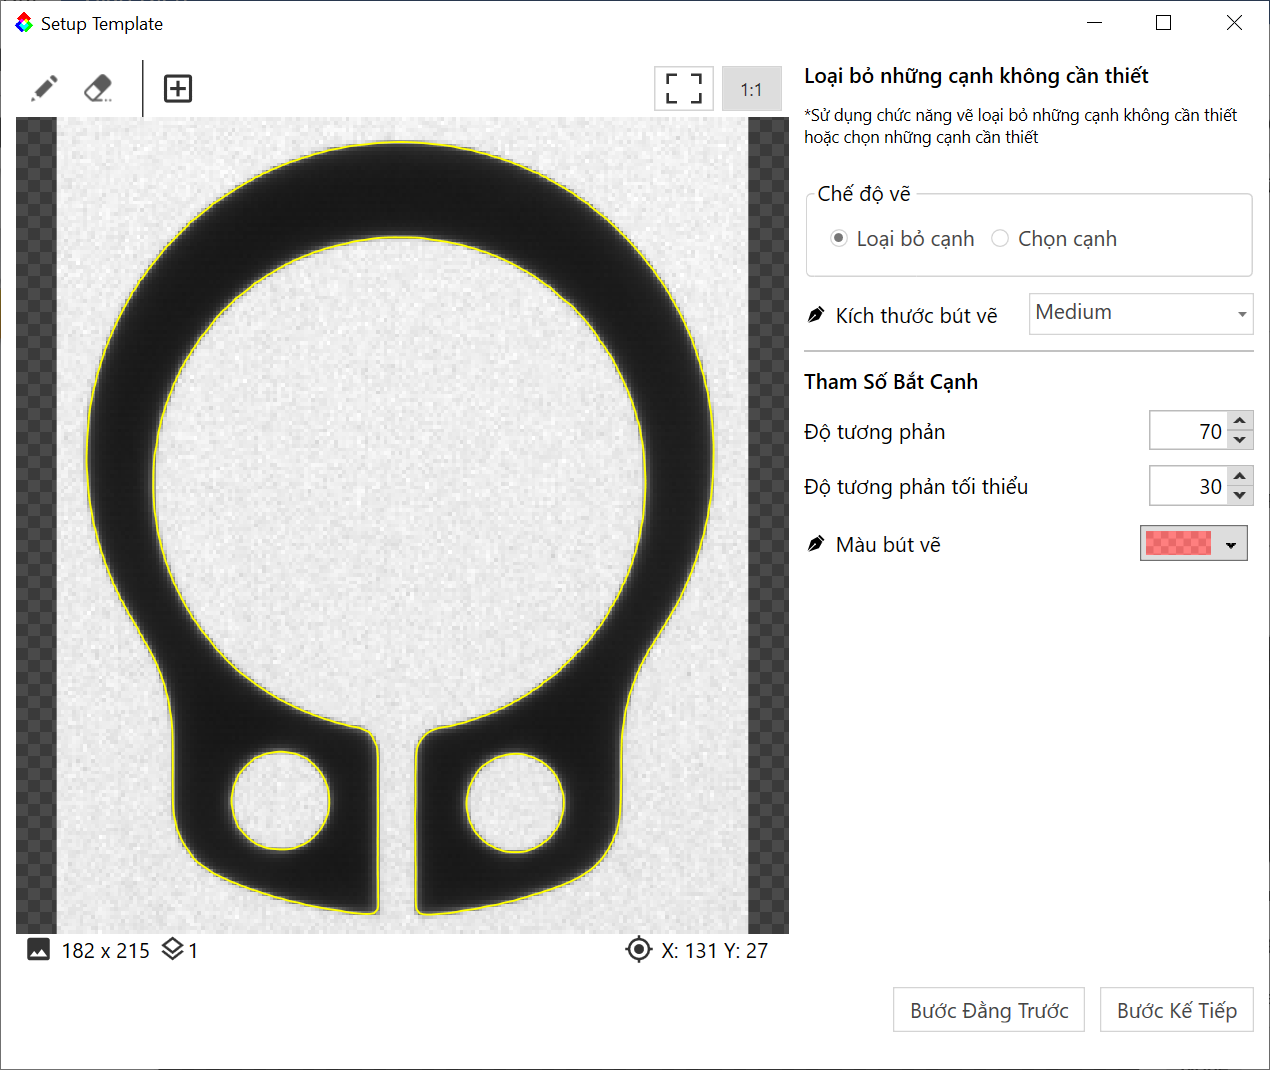 Setup Template
1:1
Loại bỏ những cạnh không cần thiết
*Sử dụng chức năng vẽ loại bỏ những cạnh không cần thiết
hoặc chọn những cạnh cần thiết
Chế độ vẽ
Loại bỏ cạnh Chọn cạnh
Kích thước bút vẽ Medium
Tham Số Bắt Cạnh
Độ tương phản 70
Độ tương phản tối thiểu 30
Màu bút vẽ
182 x 215 1 X: 131 Y: 27
Bước Đằng Trước Bước Kế Tiếp